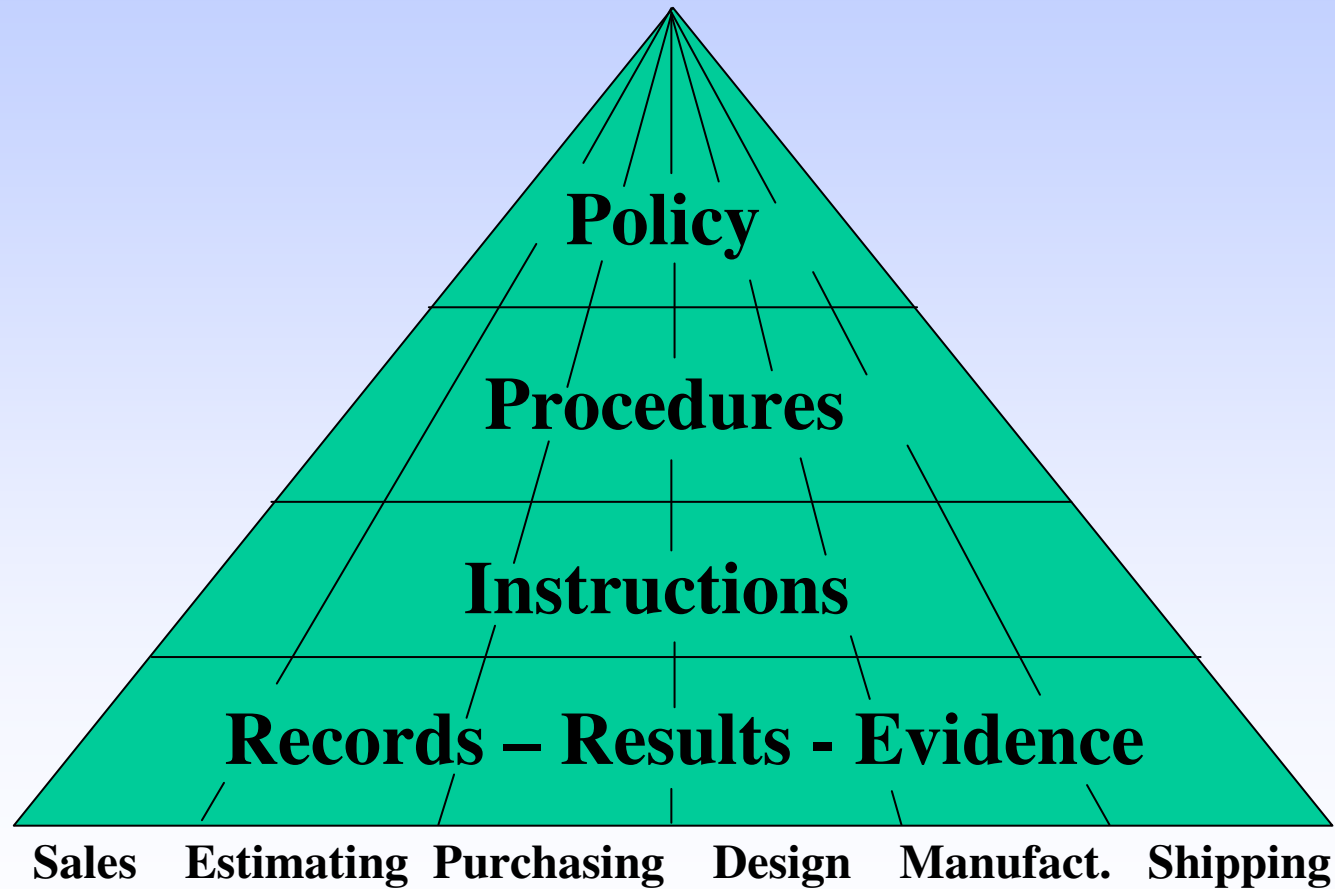 Policy
Procedures
Instructions
Records – Results - Evidence
Sales Estimating Purchasing Design Manufact. Shipping